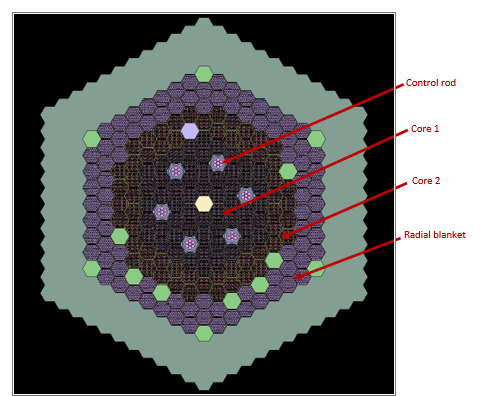 Control rod
Core 1
Core 2
Radial blanket